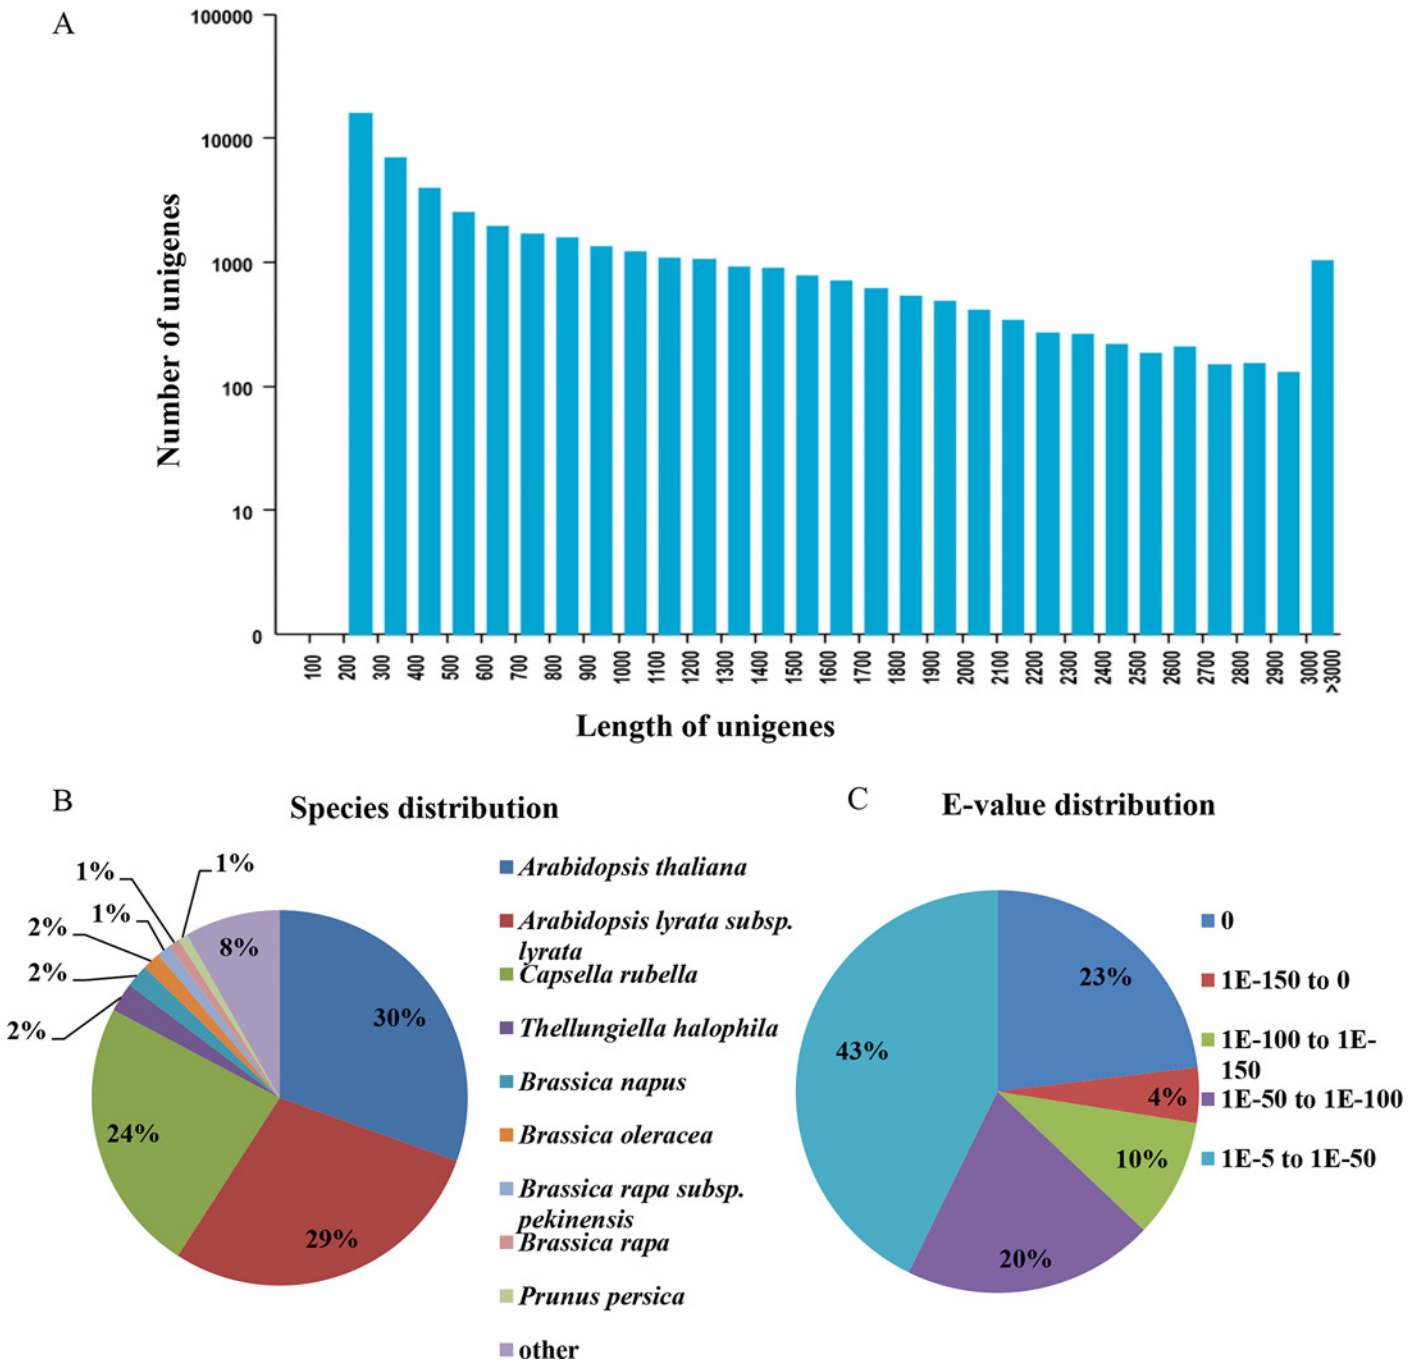 A
100000
10000
1000
100
10
0
Number of unigenes
100
200
300
400
500
600
700
800
900
1000
1100
1200
1300
1400
1500
1600
1700
1800
1900
2000
2100
2200
2300
2400
2500
2600
2700
2800
2900
3000
>3000
Length of unigenes
B
Species distribution
1%
1%
1%
2%
2%
2%
8%
30%
24%
29%
Arabidopsis thaliana
Arabidopsis lyrata subsp.
lyrata
Capsella rubella
Thellungiella halophila
Brassica napus
Brassica oleracea
Brassica rapa subsp.
pekinensis
Brassica rapa
Prunus persica
other
C
E-value distribution
23%
4%
10%
20%
43%
0
1E-150 to 0
1E-100 to 1E-
150
1E-50 to 1E-100
1E-5 to 1E-50